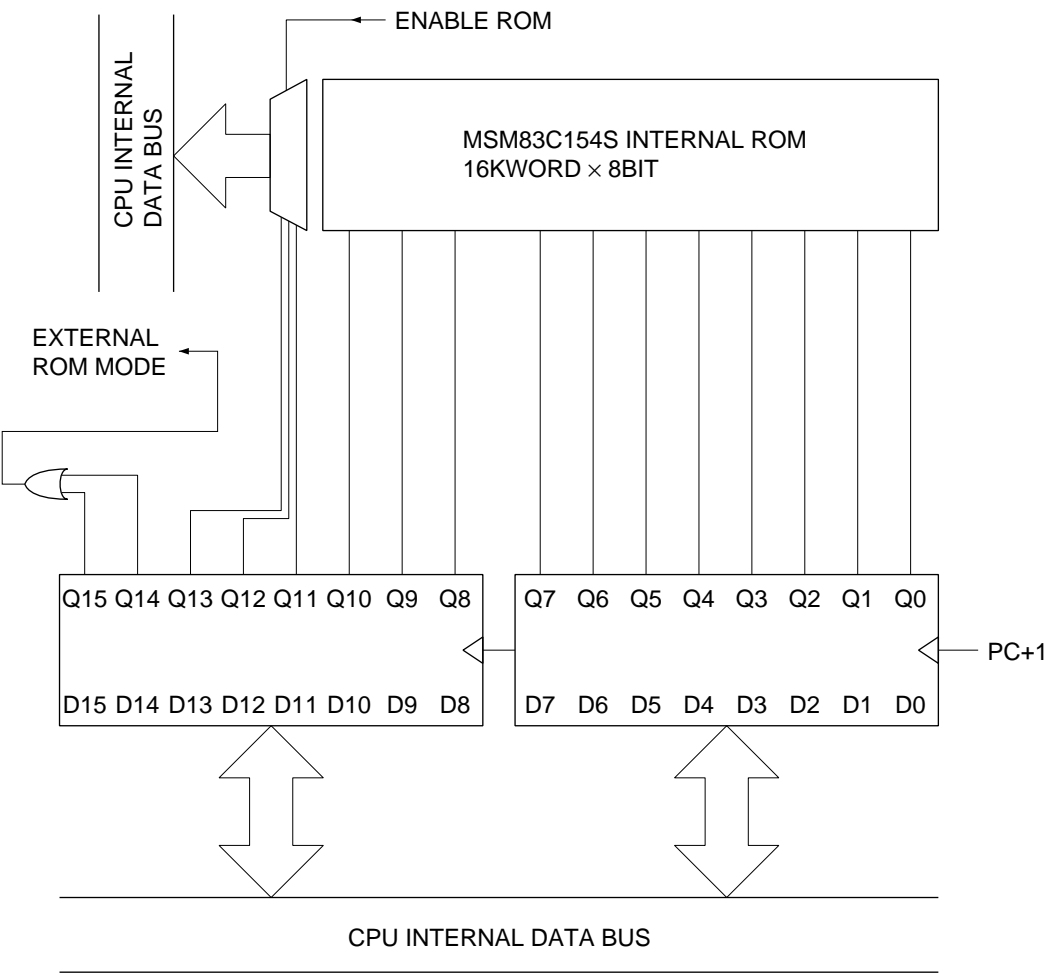 ENABLE ROM
CPU INTERNAL
DATA BUS
MSM83C154S INTERNAL ROM
16KWORD × 8BIT
EXTERNAL
ROM MODE
Q15 Q14 Q13 Q12 Q11 Q10 Q9 Q8
Q7 Q6 Q5 Q4 Q3 Q2 Q1 Q0
PC+1
D15 D14 D13 D12 D11 D10 D9 D8
D7 D6 D5 D4 D3 D2 D1 D0
CPU INTERNAL DATA BUS